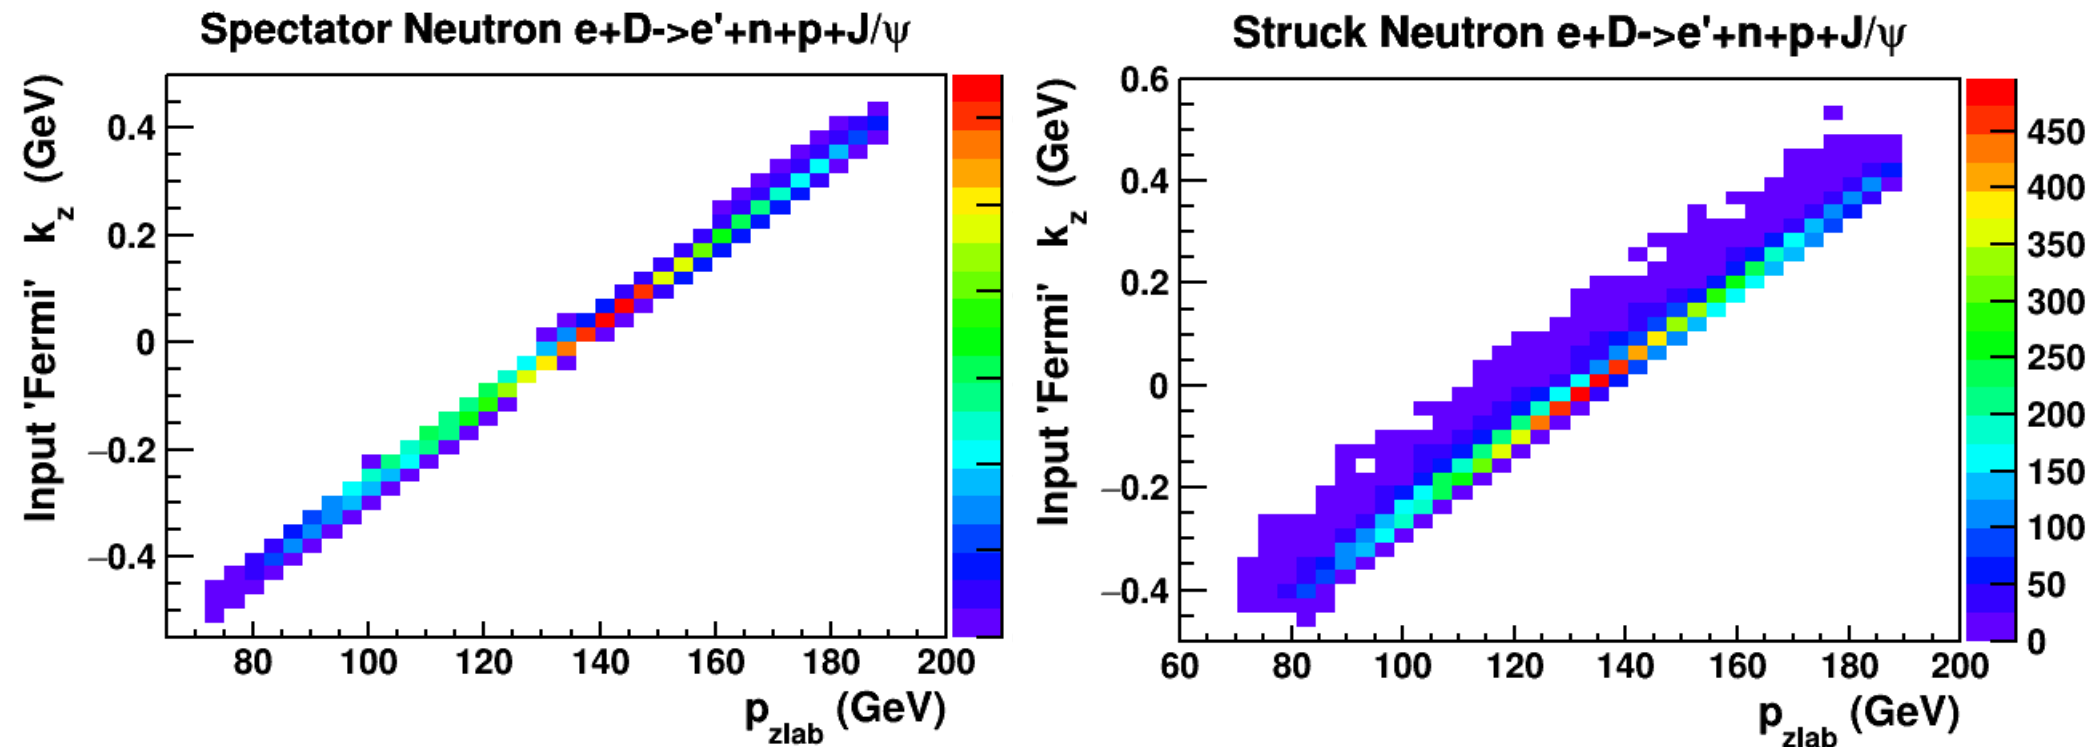 Spectator Neutron e+D->e'+n+p+J/ψ
Input 'Fermi' k_z (GeV)
0.4
0.2
0
−0.2
−0.4
80 100 120 140 160 180 200
p_zlab (GeV)
Struck Neutron e+D->e'+n+p+J/ψ
Input 'Fermi' k_z (GeV)
0.6
0.4
0.2
0
−0.2
−0.4
60 80 100 120 140 160 180 200
p_zlab (GeV)
450
400
350
300
250
200
150
100
50
0